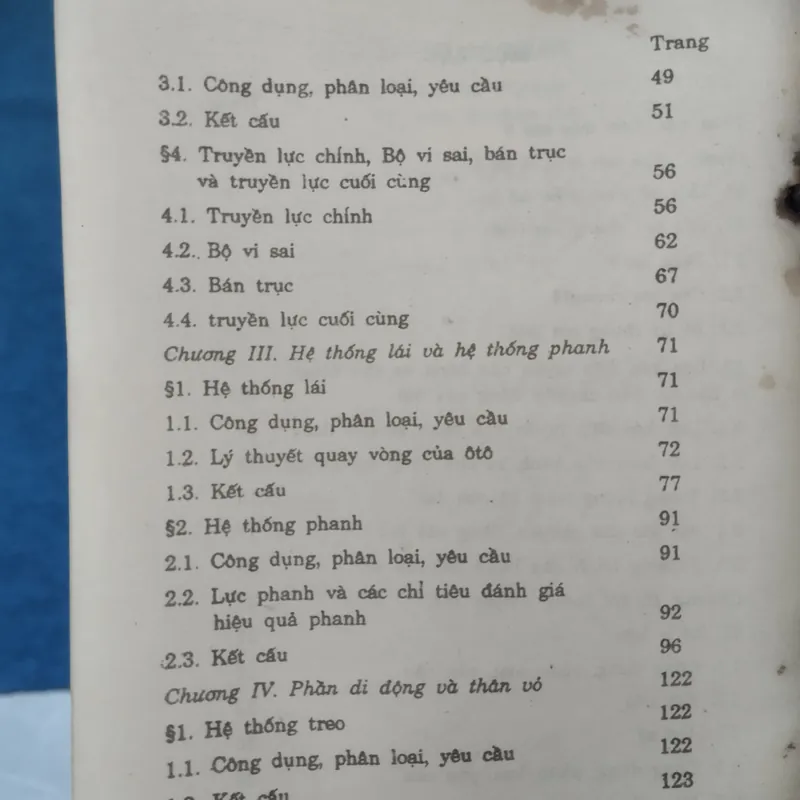 Trang
3.1. Công dụng, phân loại, yêu cầu 49
3.2. Kết cấu 51
§4. Truyền lực chính, Bộ vi sai, bán trục
và truyền lực cuối cùng 56
4.1. Truyền lực chính 56
4.2. Bộ vi sai 62
4.3. Bán trục 67
4.4. truyền lực cuối cùng 70
Chương III. Hệ thống lái và hệ thống phanh 71
§1. Hệ thống lái 71
1.1. Công dụng, phân loại, yêu cầu 71
1.2. Lý thuyết quay vòng của ôtô 72
1.3. Kết cấu 77
§2. Hệ thống phanh 91
2.1. Công dụng, phân loại, yêu cầu 91
2.2. Lực phanh và các chỉ tiêu đánh giá
hiệu quả phanh 92
2.3. Kết cấu 96
Chương IV. Phần di động và thân vỏ 122
§1. Hệ thống treo 122
1.1. Công dụng, phân loại, yêu cầu 122
Kết cấu 123